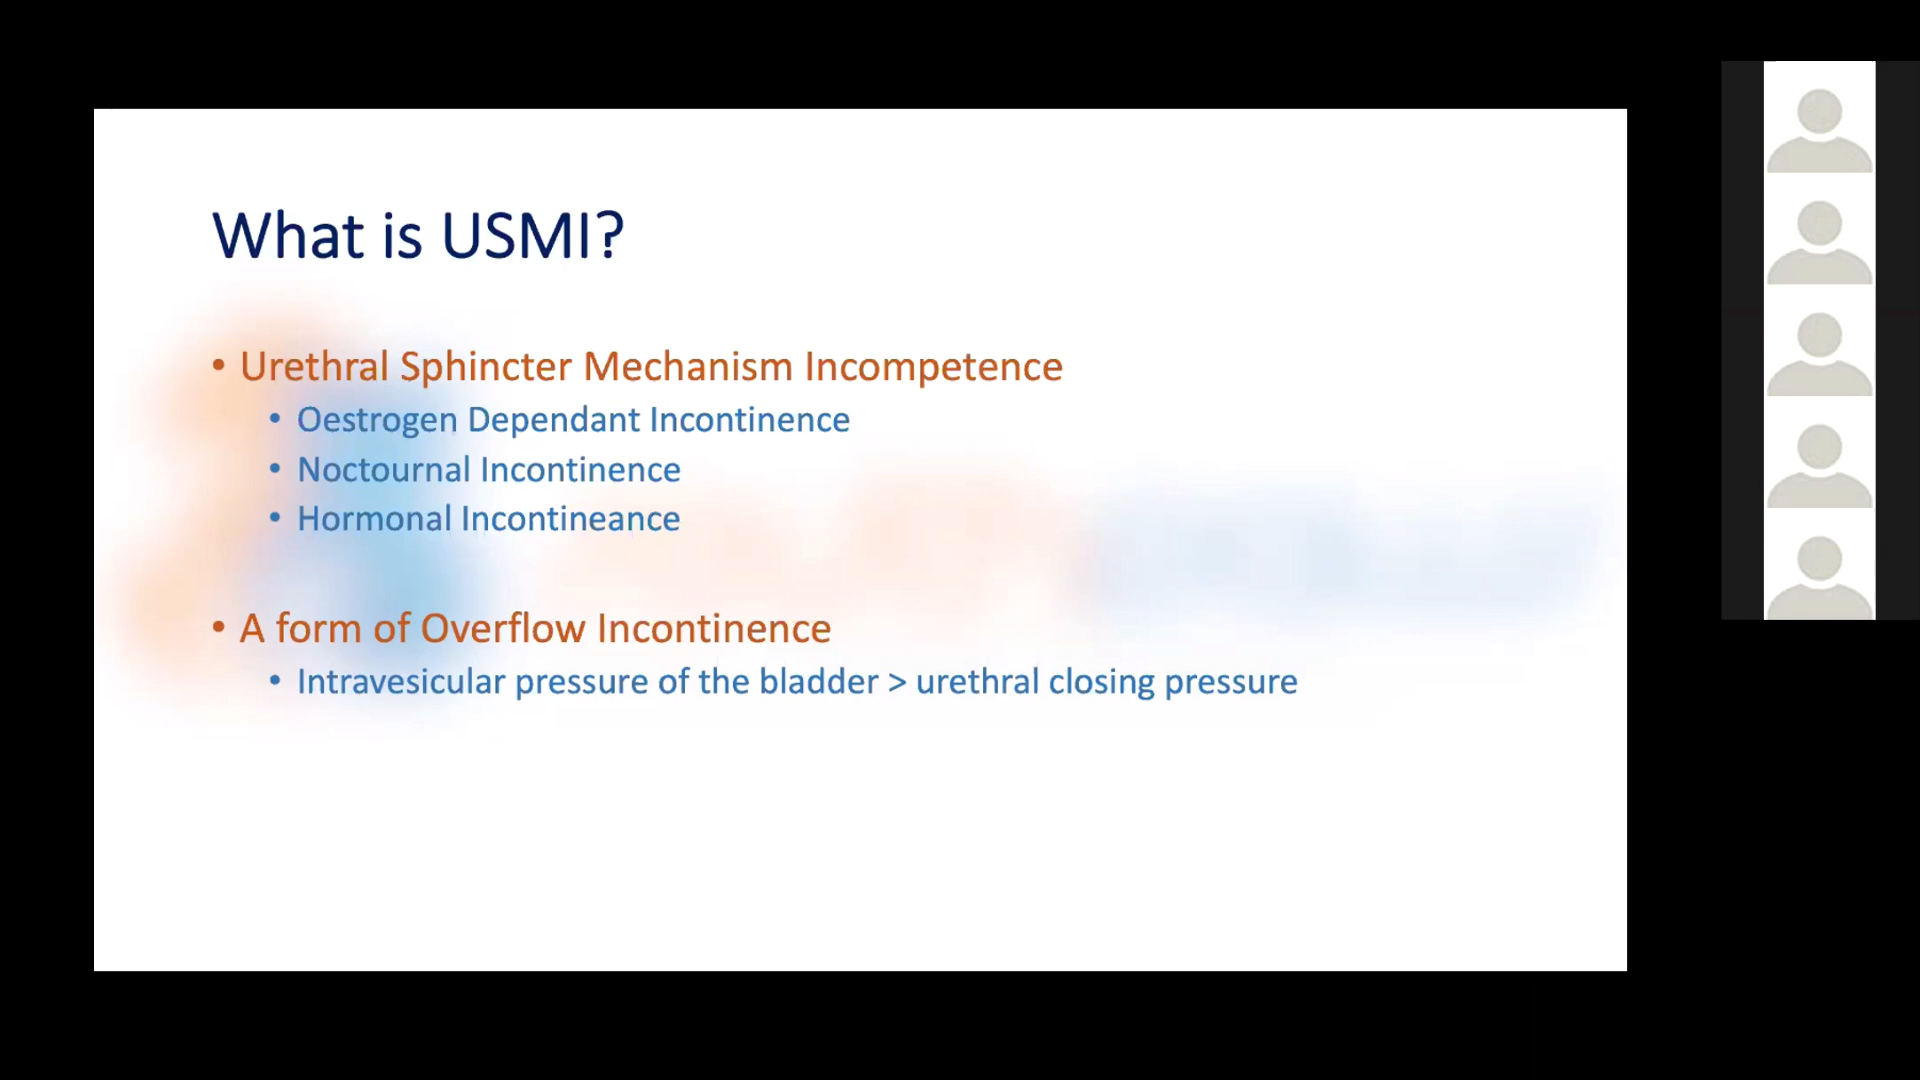 What is USMI?
• Urethral Sphincter Mechanism Incompetence
• Oestrogen Dependant Incontinence
• Noctournal Incontinence
• Hormonal Incontineance
• A form of Overflow Incontinence
• Intravesicular pressure of the bladder > urethral closing pressure